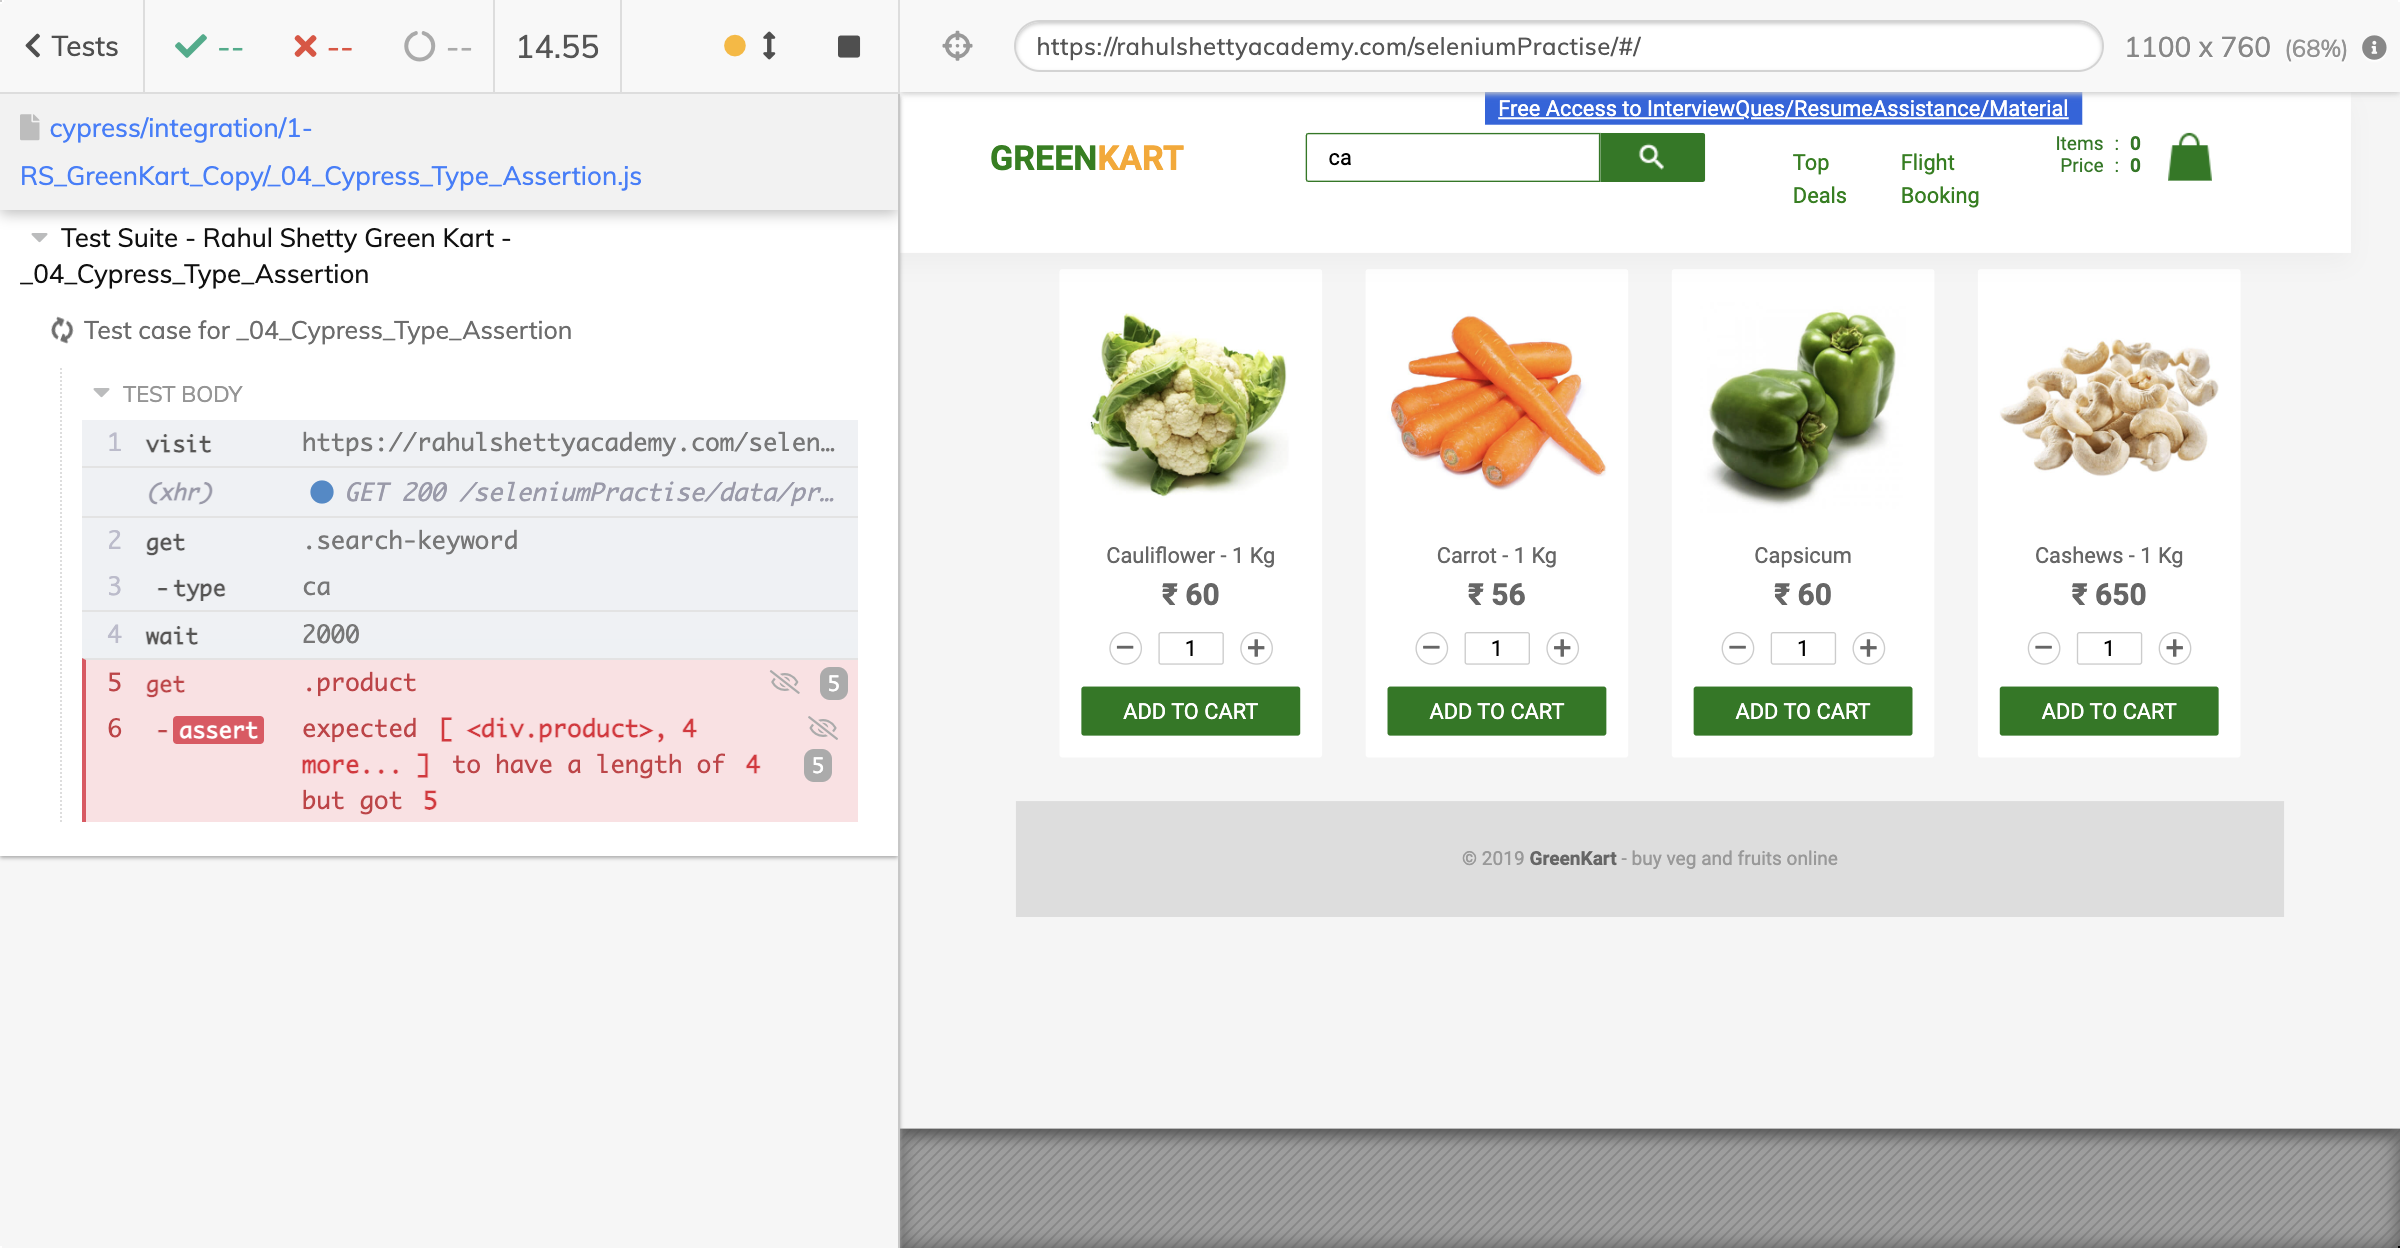 Tests
--
--
--
14.55
https://rahulshettyacademy.com/seleniumPractise/#/
1100 x 760 (68%)
cypress/integration/1-
RS_GreenKart_Copy/_04_Cypress_Type_Assertion.js
Test Suite - Rahul Shetty Green Kart -
_04_Cypress_Type_Assertion
Test case for _04_Cypress_Type_Assertion
TEST BODY
1 visit https://rahulshettyacademy.com/selen…
(xhr) GET 200 /seleniumPractise/data/pr…
2 get .search-keyword
3 -type ca
4 wait 2000
5 get .product 5
6 -assert expected [ <div.product>, 4
more... ] to have a length of 4 5
but got 5
Free Access to InterviewQues/ResumeAssistance/Material
GREENKART
ca
Top
Deals
Flight
Booking
Items : 0
Price : 0
Cauliflower - 1 Kg
₹ 60
1
ADD TO CART
Carrot - 1 Kg
₹ 56
1
ADD TO CART
Capsicum
₹ 60
1
ADD TO CART
Cashews - 1 Kg
₹ 650
1
ADD TO CART
© 2019 GreenKart - buy veg and fruits online